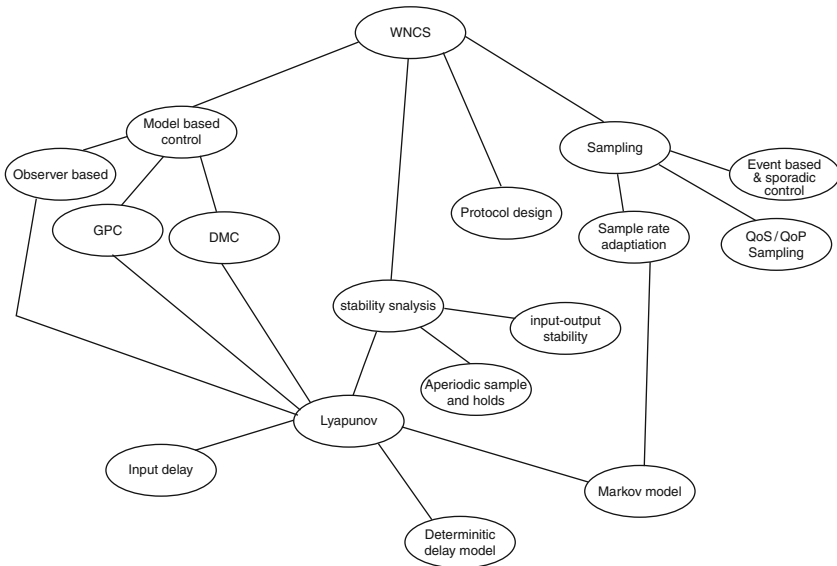 WNCS
Model based
control
Observer based
GPC
DMC
Sampling
Event based
& sporadic
control
Protocol design
Sample rate
adaptiation
QoS / QoP
Sampling
stability snalysis
input-output
stability
Aperiodic sample
and holds
Lyapunov
Input delay
Markov model
Determinitic
delay model